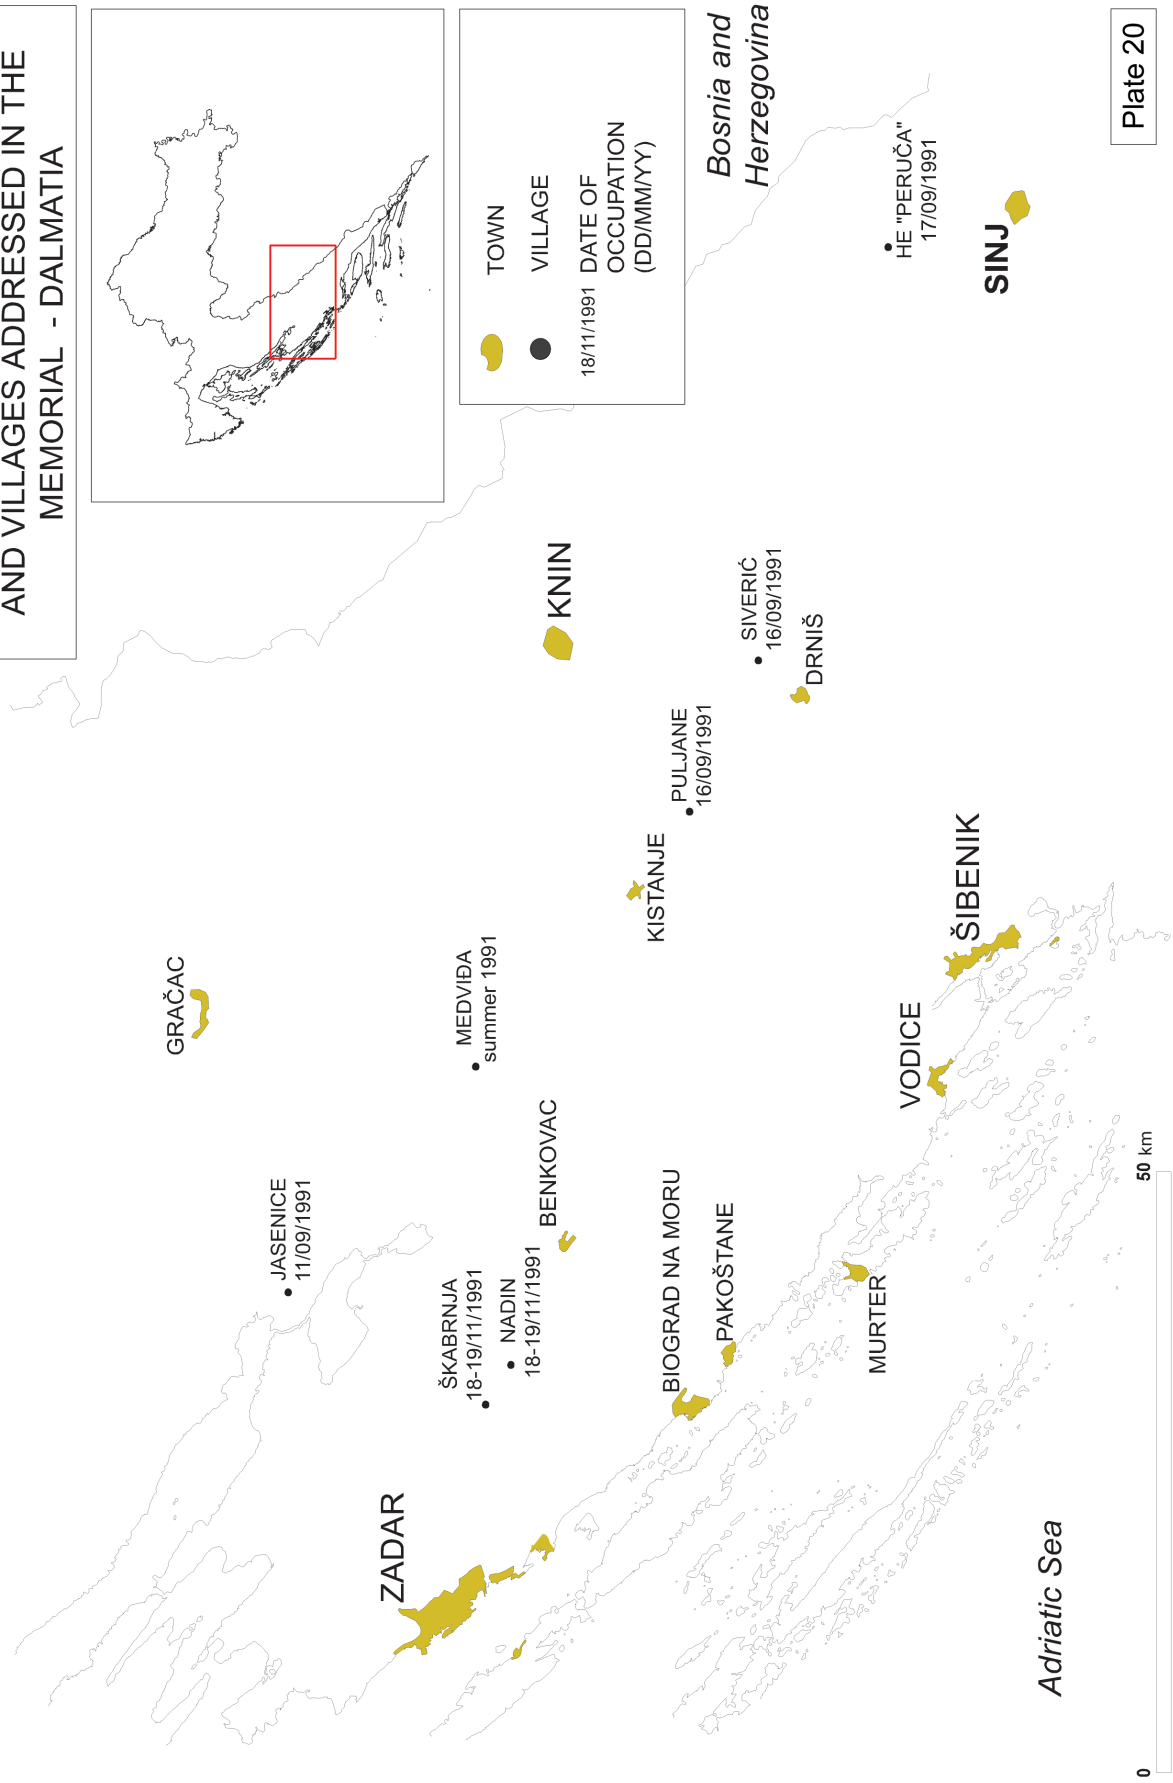 AND VILLAGES ADDRESSED IN THE
MEMORIAL - DALMATIA
TOWN
VILLAGE
18/11/1991 DATE OF
OCCUPATION
(DD/MM/YY)
Bosnia and
Herzegovina
GRAČAC
JASENICE
11/09/1991
ZADAR
ŠKABRNJA
18-19/11/1991
NADIN
18-19/11/1991
MEDVIĐA
summer 1991
BENKOVAC
KNIN
KISTANJE
PULJANE
16/09/1991
SIVERIĆ
16/09/1991
DRNIŠ
BIOGRAD NA MORU
PAKOŠTANE
MURTER
VODICE
ŠIBENIK
HE "PERUČA"
17/09/1991
SINJ
Adriatic Sea
0
50 km
Plate 20